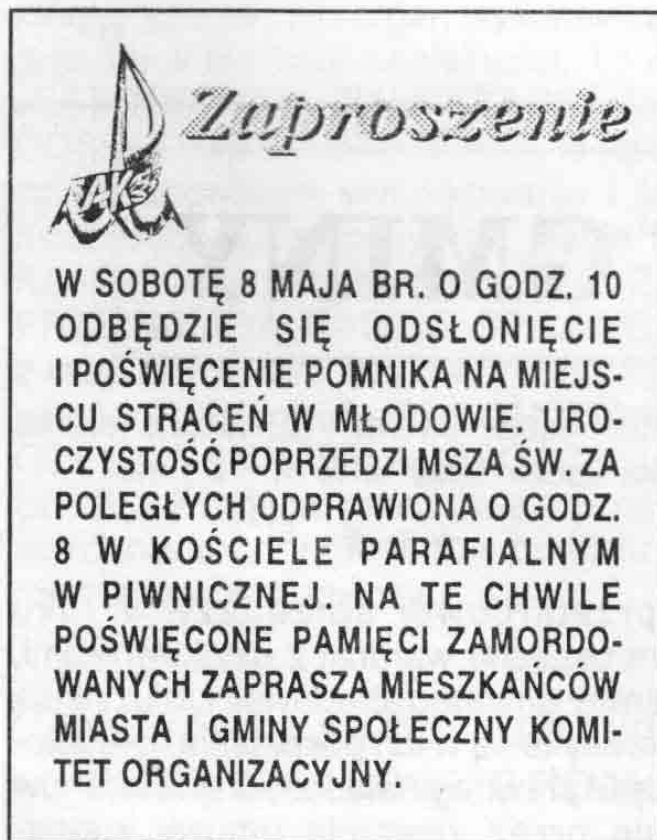 Zaproszenie
W SOBOTĘ 8 MAJA BR. O GODZ. 10
ODBĘDZIE SIĘ ODSŁONIĘCIE
I POŚWIĘCENIE POMNIKA NA MIEJS-
CU STRACEŃ W MŁODOWIE. URO-
CZYSTOŚĆ POPRZEDZI MSZA ŚW. ZA
POLEGŁYCH ODPRAWIONA O GODZ.
8 W KOŚCIELE PARAFIALNYM
W PIWNICZNEJ. NA TE CHWILE
POŚWIĘCONE PAMIĘCI ZAMORDO-
WANYCH ZAPRASZA MIESZKAŃCÓW
MIASTA I GMINY SPOŁECZNY KOMI-
TET ORGANIZACYJNY.